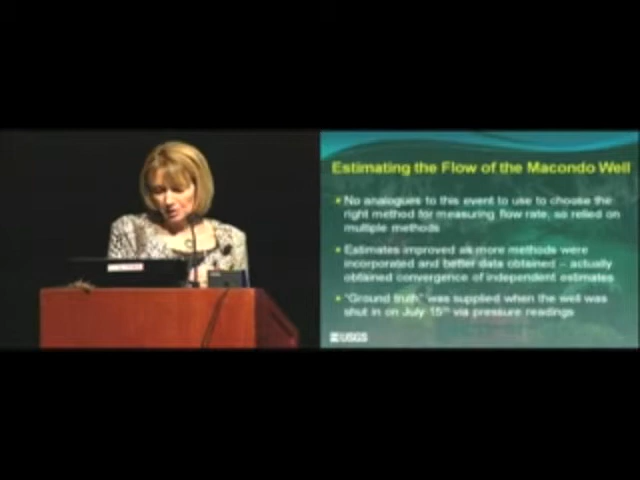 Estimating the Flow of the Macondo Well
No analogues to this event to use to choose the
right method for measuring flow rate, so relied on
multiple methods
Estimates improved as more methods were
incorporated and better data obtained – actually
obtained convergence of independent estimates
“Ground truth” was supplied when the well was
shut in on July 15th via pressure readings
USGS